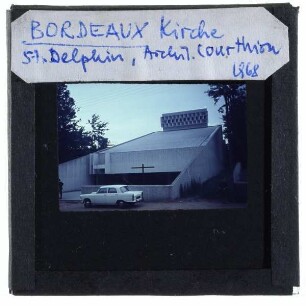 BORDEAUX Kirche
St. Delphin, Archit. Courthion
1968